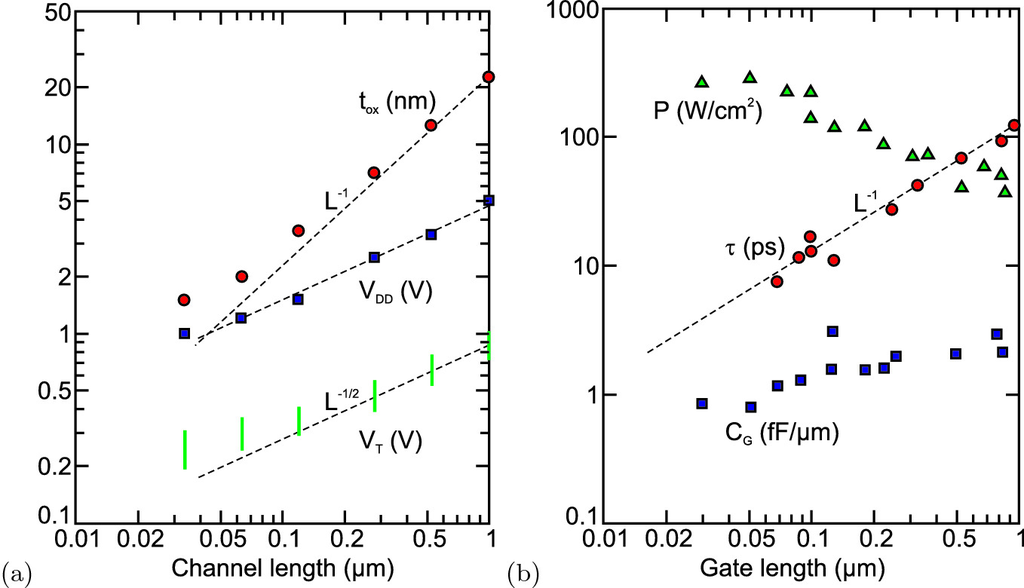 50
20
10
5
2
1
0.5
0.2
0.1
t_ox (nm)
L^-1
V_DD (V)
L^-1/2
V_T (V)
0.01 0.02 0.05 0.1 0.2 0.5 1
Channel length (μm)
(a)
1000
100
10
1
0.1
P (W/cm²)
L^-1
τ (ps)
C_G (fF/μm)
0.01 0.02 0.05 0.1 0.2 0.5 1
Gate length (μm)
(b)